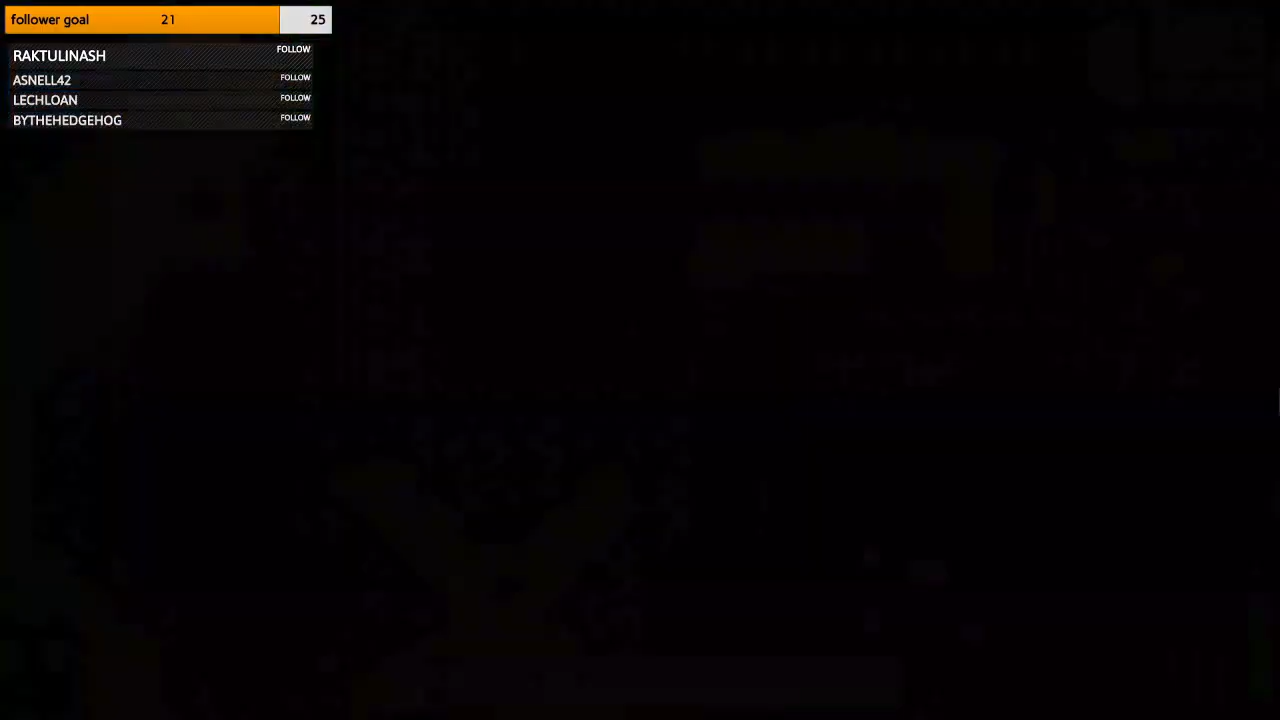 follower goal 21 25
RAKTULINASH FOLLOW
ASNELL42 FOLLOW
LECHLOAN FOLLOW
BYTHEHEDGEHOG FOLLOW